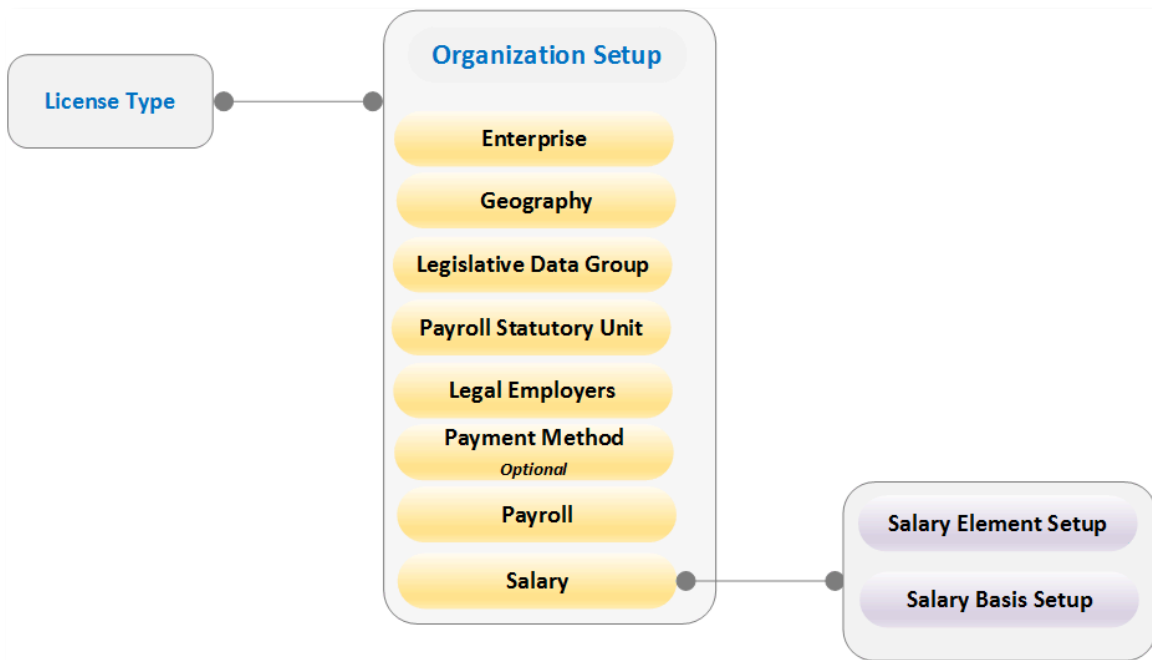 License Type
Organization Setup
Enterprise
Geography
Legislative Data Group
Payroll Statutory Unit
Legal Employers
Payment Method
Optional
Payroll
Salary
Salary Element Setup
Salary Basis Setup